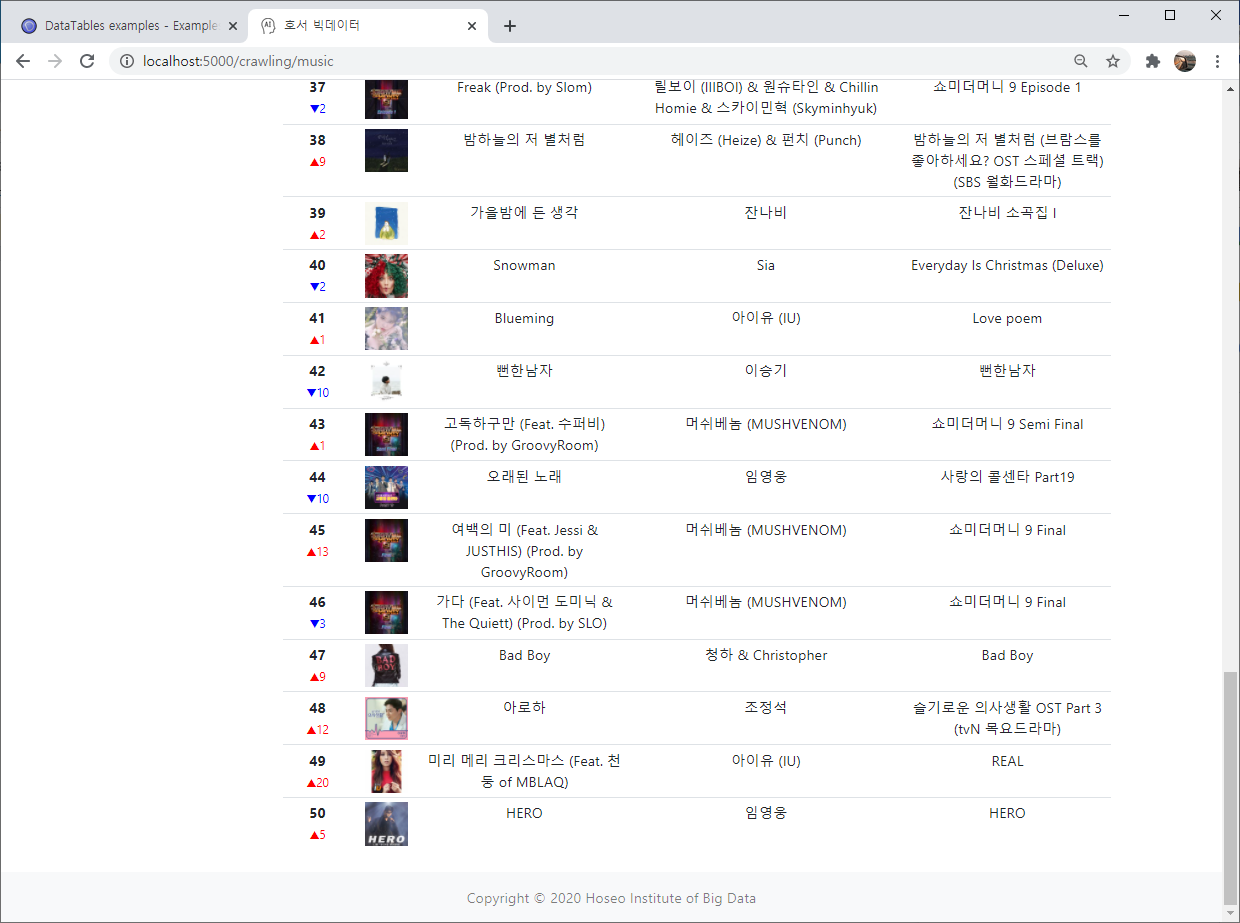 DataTables examples - Example
호서 빅데이터
localhost:5000/crawling/music
37 Freak (Prod. by Slom) 릴보이 (lIlBOI) & 원슈타인 & Chillin 쇼미더머니 9 Episode 1
▼2 Homie & 스카이민혁 (Skyminhyuk)
38 밤하늘의 저 별처럼 헤이즈 (Heize) & 펀치 (Punch) 밤하늘의 저 별처럼 (브람스를
▲9 좋아하세요? OST 스페셜 트랙)
(SBS 월화드라마)
39 가을밤에 든 생각 잔나비 잔나비 소곡집 l
▲2
40 Snowman Sia Everyday Is Christmas (Deluxe)
▼2
41 Blueming 아이유 (IU) Love poem
▲1
42 뻔한남자 이승기 뻔한남자
▼10
43 고독하구만 (Feat. 수퍼비) 머쉬베놈 (MUSHVENOM) 쇼미더머니 9 Semi Final
▲1 (Prod. by GroovyRoom)
44 오래된 노래 임영웅 사랑의 콜센타 Part19
▼10
45 여백의 미 (Feat. Jessi & 머쉬베놈 (MUSHVENOM) 쇼미더머니 9 Final
▲13 JUSTHIS) (Prod. by
GroovyRoom)
46 가다 (Feat. 사이먼 도미닉 & 머쉬베놈 (MUSHVENOM) 쇼미더머니 9 Final
▼3 The Quiett) (Prod. by SLO)
47 Bad Boy 청하 & Christopher Bad Boy
▲9
BAD
BOY
48 아로하 조정석 슬기로운 의사생활 OST Part 3
▲12 (tvN 목요드라마)
49 미리 메리 크리스마스 (Feat. 천 아이유 (IU) REAL
▲20 둥 of MBLAQ)
50 HERO 임영웅 HERO
▲5
HERO
Copyright © 2020 Hoseo Institute of Big Data